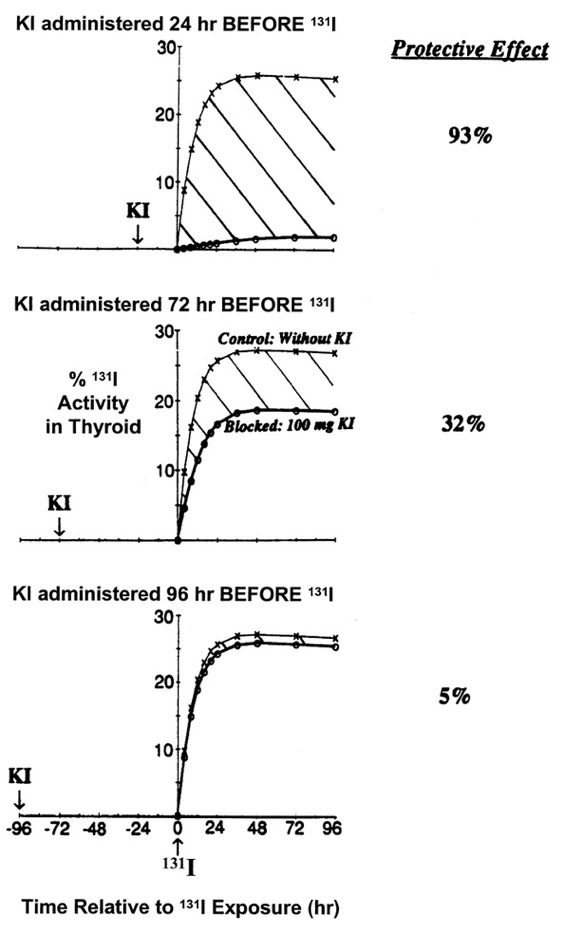 KI administered 24 hr BEFORE ¹³¹I
Protective Effect
30
20
10
KI
93%
KI administered 72 hr BEFORE ¹³¹I
30
20
10
Control: Without KI
Blocked: 100 mg KI
% ¹³¹I
Activity
in Thyroid
KI
32%
KI administered 96 hr BEFORE ¹³¹I
30
20
10
KI
5%
-96 -72 -48 -24 0 24 48 72 96
¹³¹I
Time Relative to ¹³¹I Exposure (hr)